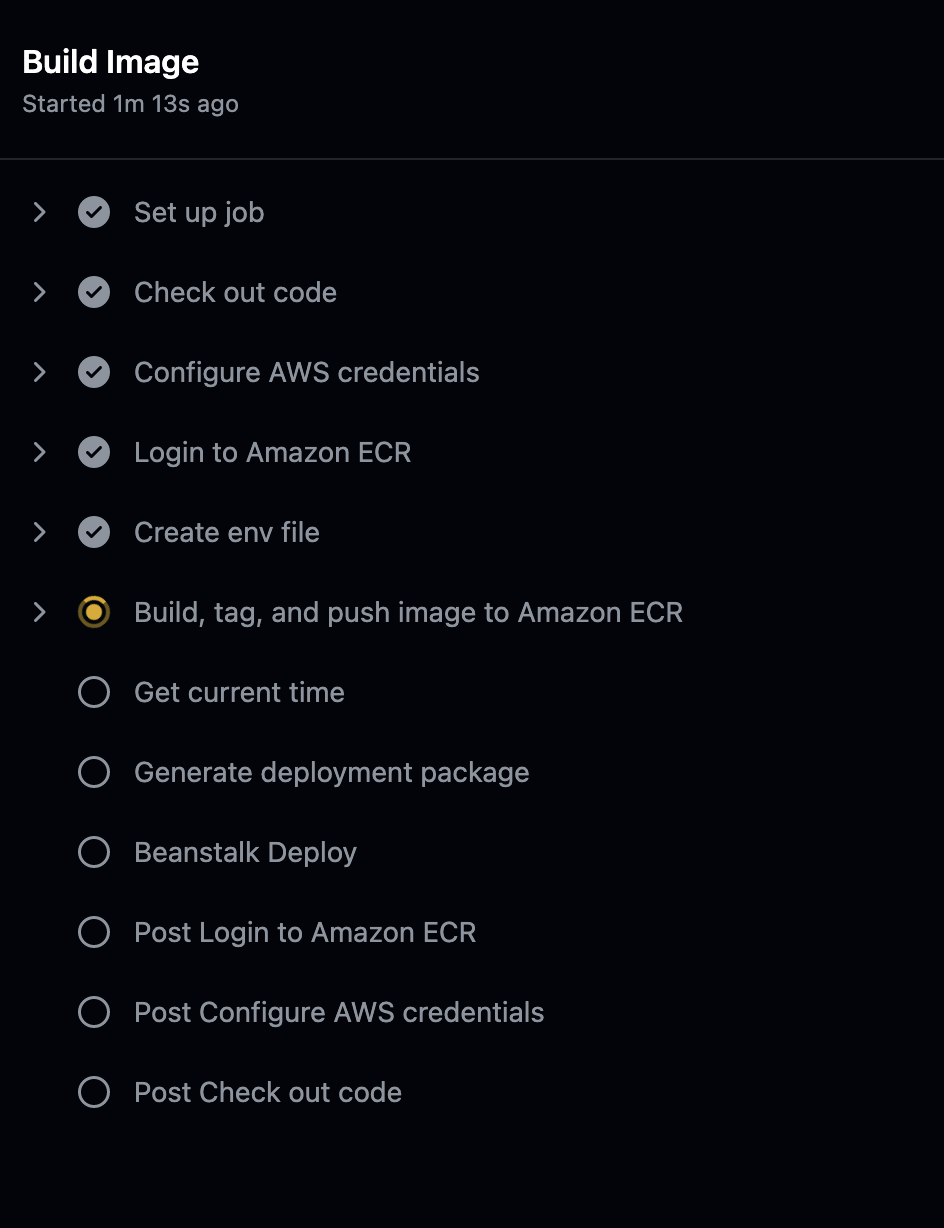 Build Image
Started 1m 13s ago
Set up job
Check out code
Configure AWS credentials
Login to Amazon ECR
Create env file
Build, tag, and push image to Amazon ECR
Get current time
Generate deployment package
Beanstalk Deploy
Post Login to Amazon ECR
Post Configure AWS credentials
Post Check out code